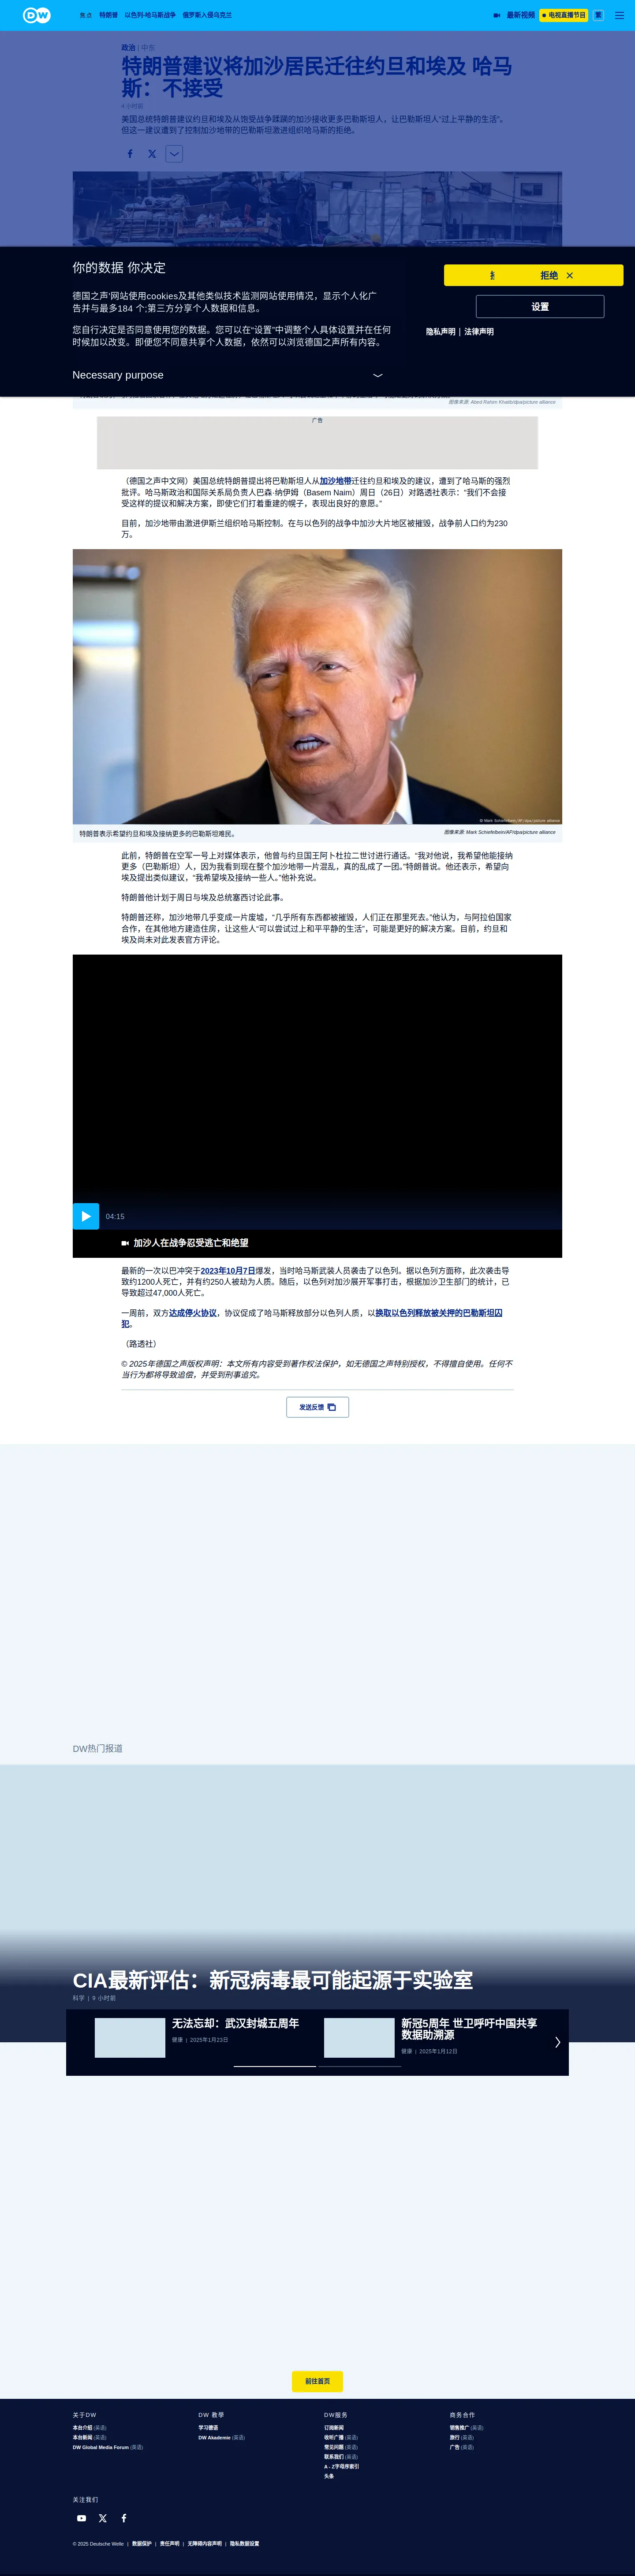 DW
焦点 特朗普 以色列-哈马斯战争 俄罗斯入侵乌克兰 最新视频 电视直播节目 繁
政治 | 中东
特朗普建议将加沙居民迁往约旦和埃及 哈马
斯：不接受
4 小时前
美国总统特朗普建议约旦和埃及从饱受战争蹂躏的加沙接收更多巴勒斯坦人，让巴勒斯坦人“过上平静的生活”。
但这一建议遭到了控制加沙地带的巴勒斯坦激进组织哈马斯的拒绝。
你的数据 你决定
拒绝
设置
德国之声'网站使用cookies及其他类似技术监测网站使用情况，显示个人化广
告并与最多184 个;第三方分享个人数据和信息。
您自行决定是否同意使用您的数据。您可以在“设置”中调整个人具体设置并在任何
时候加以改变。即便您不同意共享个人数据，依然可以浏览德国之声所有内容。
隐私声明 | 法律声明
Necessary purpose
图像来源: Abed Rahim Khatib/dpa/picture alliance
广告
（德国之声中文网）美国总统特朗普提出将巴勒斯坦人从加沙地带迁往约旦和埃及的建议，遭到了哈马斯的强烈
批评。哈马斯政治和国际关系局负责人巴森·纳伊姆（Basem Naim）周日（26日）对路透社表示：“我们不会接
受这样的提议和解决方案，即使它们打着重建的幌子，表现出良好的意愿。”
目前，加沙地带由激进伊斯兰组织哈马斯控制。在与以色列的战争中加沙大片地区被摧毁，战争前人口约为230
万。
© Mark Schiefelbein/AP/dpa/picture alliance
特朗普表示希望约旦和埃及接纳更多的巴勒斯坦难民。
图像来源: Mark Schiefelbein/AP/dpa/picture alliance
此前，特朗普在空军一号上对媒体表示，他曾与约旦国王阿卜杜拉二世讨进行通话。“我对他说，我希望他能接纳
更多（巴勒斯坦）人，因为我看到现在整个加沙地带一片混乱，真的乱成了一团。”特朗普说。他还表示，希望向
埃及提出类似建议，“我希望埃及接纳一些人。”他补充说。
特朗普他计划于周日与埃及总统塞西讨论此事。
特朗普还称，加沙地带几乎变成一片废墟，“几乎所有东西都被摧毁，人们正在那里死去。”他认为，与阿拉伯国家
合作，在其他地方建造住房，让这些人“可以尝试过上和平平静的生活”，可能是更好的解决方案。目前，约旦和
埃及尚未对此发表官方评论。
04:15
加沙人在战争忍受逃亡和绝望
最新的一次以巴冲突于2023年10月7日爆发，当时哈马斯武装人员袭击了以色列。据以色列方面称，此次袭击导
致约1200人死亡，并有约250人被劫为人质。随后，以色列对加沙展开军事打击，根据加沙卫生部门的统计，已
导致超过47,000人死亡。
一周前，双方达成停火协议，协议促成了哈马斯释放部分以色列人质，以换取以色列释放被关押的巴勒斯坦囚
犯。
（路透社）
© 2025年德国之声版权声明：本文所有内容受到著作权法保护，如无德国之声特别授权，不得擅自使用。任何不
当行为都将导致追偿，并受到刑事追究。
发送反馈
DW热门报道
CIA最新评估：新冠病毒最可能起源于实验室
科学 | 9 小时前
无法忘却：武汉封城五周年
健康 | 2025年1月23日
新冠5周年 世卫呼吁中国共享
数据助溯源
健康 | 2025年1月12日
前往首页
关于DW
本台介绍 (英语)
本台新闻 (英语)
DW Global Media Forum (英语)
DW 教学
学习德语
DW Akademie (英语)
DW服务
订阅新闻
收听广播 (英语)
常见问题 (英语)
联系我们 (英语)
A - Z字母序索引
头条
商务合作
销售推广 (英语)
旅行 (英语)
广告 (英语)
关注我们
© 2025 Deutsche Welle | 数据保护 | 责任声明 | 无障碍内容声明 | 隐私数据设置